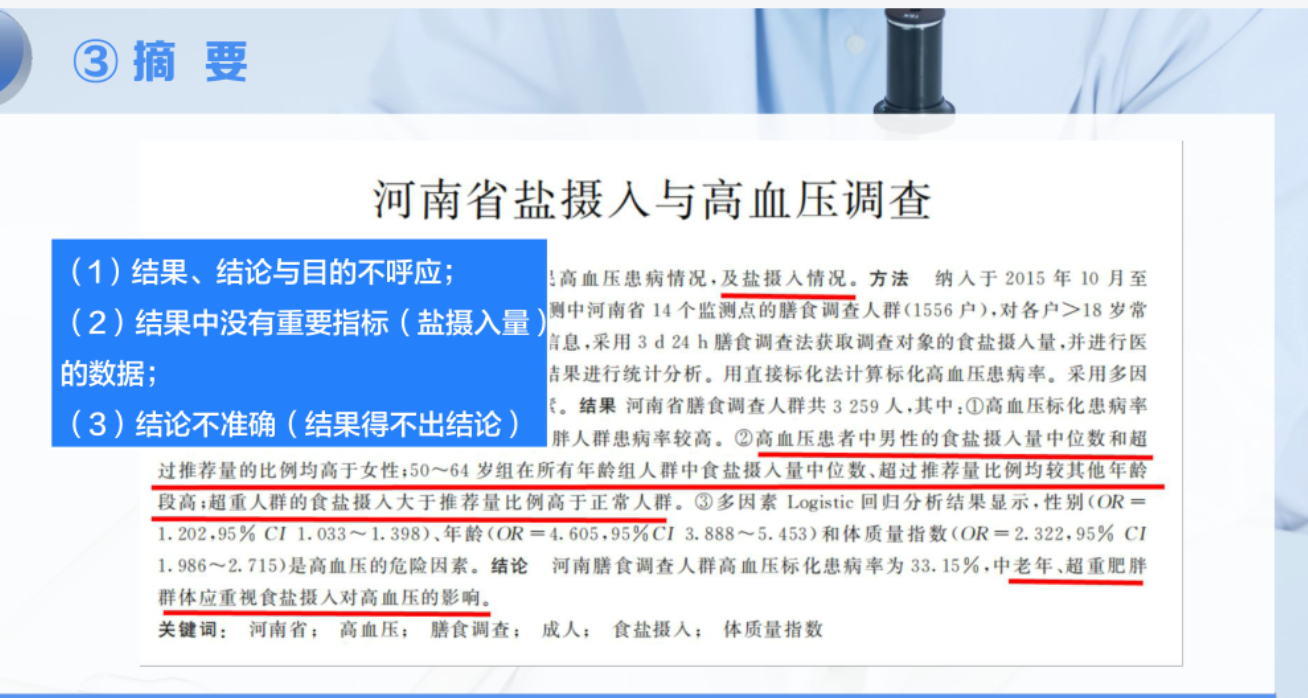 ③摘 要
河南省盐摄入与高血压调查
（1）结果、结论与目的不呼应；
（2）结果中没有重要指标（盐摄入量）
的数据；
（3）结论不准确（结果得不出结论）
高血压患病情况,及盐摄入情况。方法 纳入于 2015 年 10 月至
测中河南省 14 个监测点的膳食调查人群(1556 户),对各户>18 岁常
信息,采用 3 d 24 h 膳食调查法获取调查对象的食盐摄入量,并进行医
结果进行统计分析。用直接标化法计算标化高血压患病率。采用多因
。结果 河南省膳食调查人群共 3 259 人,其中:①高血压标化患病率
胖人群患病率较高。②高血压患者中男性的食盐摄入量中位数和超
过推荐量的比例均高于女性;50～64 岁组在所有年龄组人群中食盐摄入量中位数、超过推荐量比例均较其他年龄
段高;超重人群的食盐摄入大于推荐量比例高于正常人群。③多因素 Logistic 回归分析结果显示,性别(OR=
1.202,95% CI 1.033～1.398)、年龄(OR=4.605,95%CI 3.888～5.453)和体质量指数(OR=2.322,95% CI
1.986～2.715)是高血压的危险因素。结论 河南膳食调查人群高血压标化患病率为 33.15%,中老年、超重肥胖
群体应重视食盐摄入对高血压的影响。
关键词: 河南省; 高血压; 膳食调查; 成人; 食盐摄入; 体质量指数